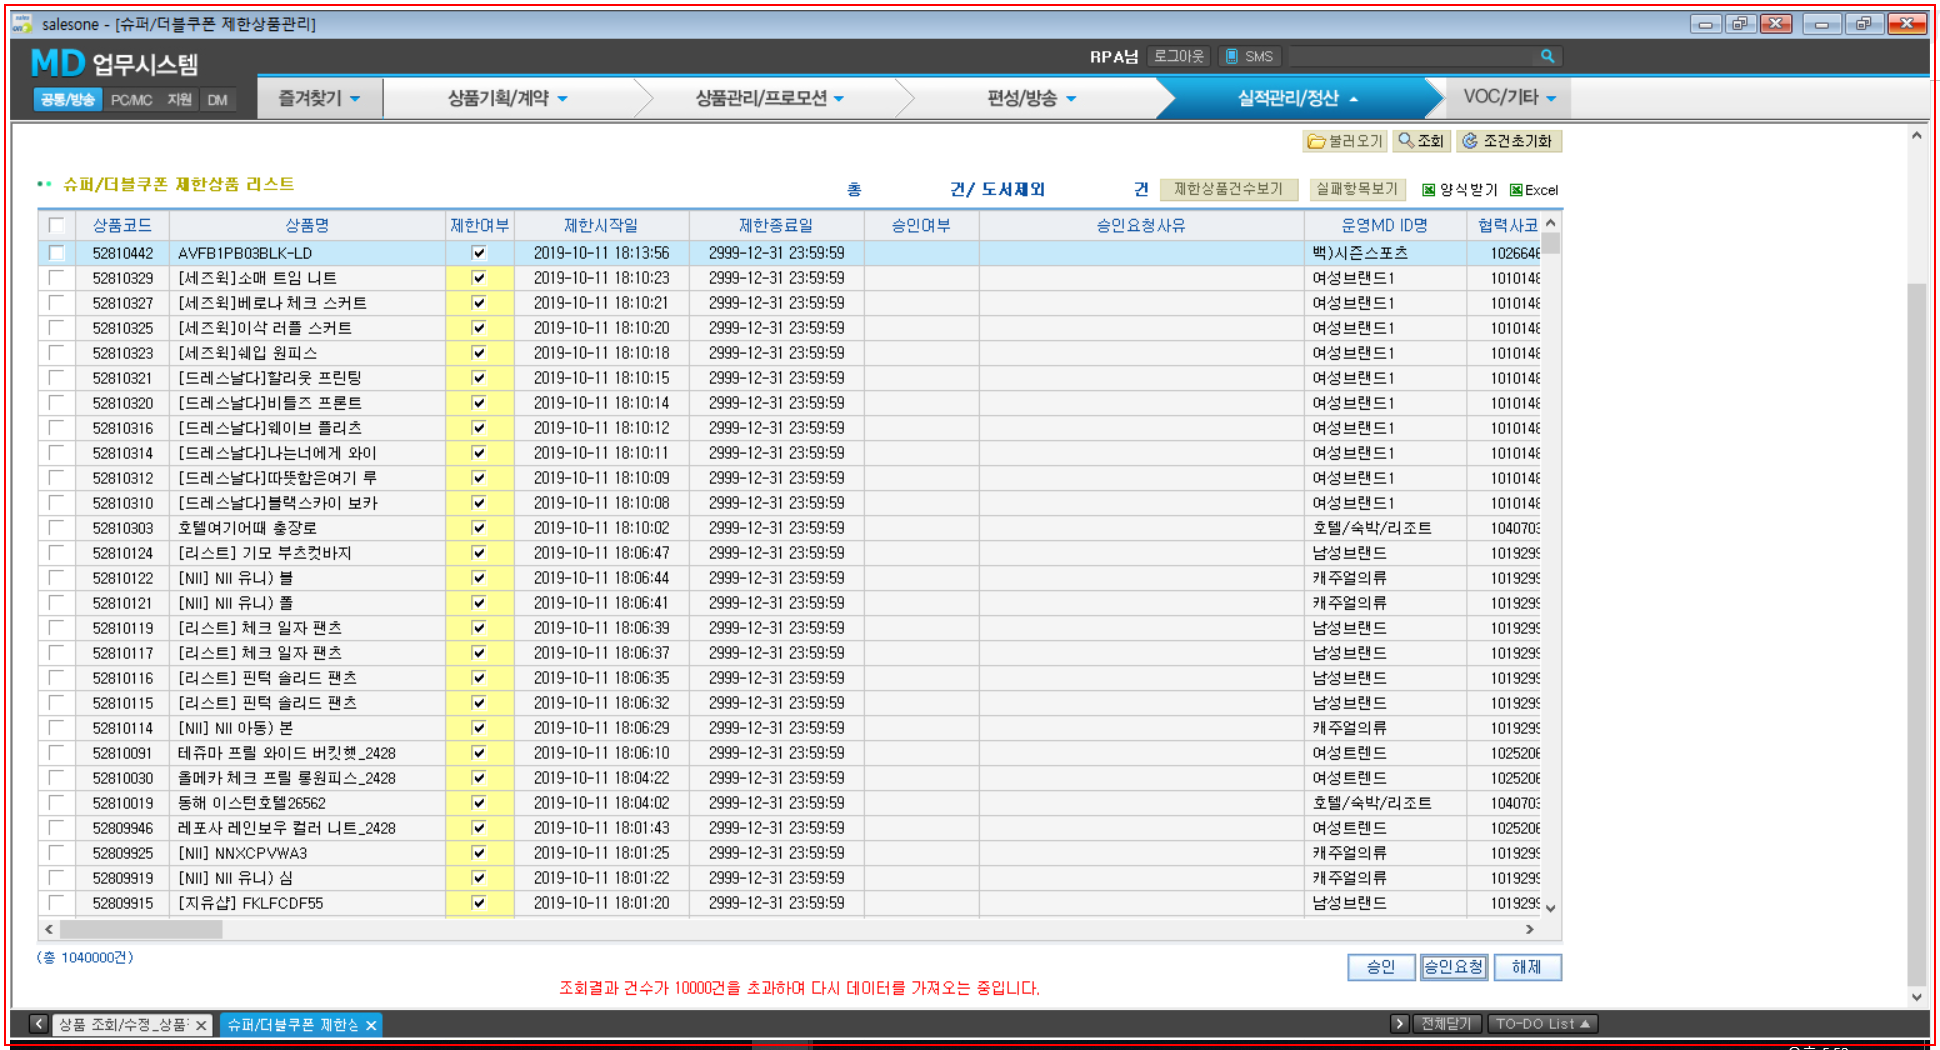 salesone - [슈퍼/더블쿠폰 제한상품관리]
MD 업무시스템
RPA님 로그아웃 SMS
공통/방송 PC/MC 지원 DM
즐겨찾기 상품기획/계약 상품관리/프로모션 편성/방송 실적관리/정산 VOC/기타
불러오기 조회 조건초기화
슈퍼/더블쿠폰 제한상품 리스트
총 건/ 도서제외 건 제한상품건수보기 실패항목보기 양식받기 Excel
상품코드 상품명 제한여부 제한시작일 제한종료일 승인여부 승인요청사유 운영MD ID명 협력사코
52810442 AVFB1PB03BLK-LD 2019-10-11 18:13:56 2999-12-31 23:59:59 백)시즌스포츠 1026646
52810329 [세즈윅]소매 트임 니트 2019-10-11 18:10:23 2999-12-31 23:59:59 여성브랜드1 1010148
52810327 [세즈윅]베로나 체크 스커트 2019-10-11 18:10:21 2999-12-31 23:59:59 여성브랜드1 1010148
52810325 [세즈윅]이삭 러플 스커트 2019-10-11 18:10:20 2999-12-31 23:59:59 여성브랜드1 1010148
52810323 [세즈윅]쉐입 원피스 2019-10-11 18:10:18 2999-12-31 23:59:59 여성브랜드1 1010148
52810321 [드레스날다]할리웃 프린팅 2019-10-11 18:10:15 2999-12-31 23:59:59 여성브랜드1 1010148
52810320 [드레스날다]비틀즈 프론트 2019-10-11 18:10:14 2999-12-31 23:59:59 여성브랜드1 1010148
52810316 [드레스날다]웨이브 플리츠 2019-10-11 18:10:12 2999-12-31 23:59:59 여성브랜드1 1010148
52810314 [드레스날다]나는너에게 와이 2019-10-11 18:10:11 2999-12-31 23:59:59 여성브랜드1 1010148
52810312 [드레스날다]따뜻함은여기 루 2019-10-11 18:10:09 2999-12-31 23:59:59 여성브랜드1 1010148
52810310 [드레스날다]블랙스카이 보카 2019-10-11 18:10:08 2999-12-31 23:59:59 여성브랜드1 1010148
52810303 호텔여기어때 충장로 2019-10-11 18:10:02 2999-12-31 23:59:59 호텔/숙박/리조트 1040703
52810124 [리스트] 기모 부츠컷바지 2019-10-11 18:06:47 2999-12-31 23:59:59 남성브랜드 1019299
52810122 [NII] NII 유니) 블 2019-10-11 18:06:44 2999-12-31 23:59:59 캐주얼의류 1019299
52810121 [NII] NII 유니) 폴 2019-10-11 18:06:41 2999-12-31 23:59:59 캐주얼의류 1019299
52810119 [리스트] 체크 일자 팬츠 2019-10-11 18:06:39 2999-12-31 23:59:59 남성브랜드 1019299
52810117 [리스트] 체크 일자 팬츠 2019-10-11 18:06:37 2999-12-31 23:59:59 남성브랜드 1019299
52810116 [리스트] 핀턱 솔리드 팬츠 2019-10-11 18:06:35 2999-12-31 23:59:59 남성브랜드 1019299
52810115 [리스트] 핀턱 솔리드 팬츠 2019-10-11 18:06:32 2999-12-31 23:59:59 남성브랜드 1019299
52810114 [NII] NII 아동) 본 2019-10-11 18:06:29 2999-12-31 23:59:59 캐주얼의류 1019299
52810091 테쥬마 프릴 와이드 버킷햇_2428 2019-10-11 18:06:10 2999-12-31 23:59:59 여성트렌드 1025206
52810030 올메카 체크 프릴 롱원피스_2428 2019-10-11 18:04:22 2999-12-31 23:59:59 여성트렌드 1025206
52810019 동해 이스턴호텔26562 2019-10-11 18:04:02 2999-12-31 23:59:59 호텔/숙박/리조트 1040703
52809946 레포사 레인보우 컬러 니트_2428 2019-10-11 18:01:43 2999-12-31 23:59:59 여성트렌드 1025206
52809925 [NII] NNXCPVWA3 2019-10-11 18:01:25 2999-12-31 23:59:59 캐주얼의류 1019299
52809919 [NII] NII 유니) 심 2019-10-11 18:01:22 2999-12-31 23:59:59 캐주얼의류 1019299
52809915 [지유샵] FKLFCDF55 2019-10-11 18:01:20 2999-12-31 23:59:59 남성브랜드 1019299
(총 1040000건)
승인 승인요청 해제
조회결과 건수가 10000건을 초과하여 다시 데이터를 가져오는 중입니다.
상품 조회/수정_상품 슈퍼/더블쿠폰 제한상 전체닫기 TO-DO List